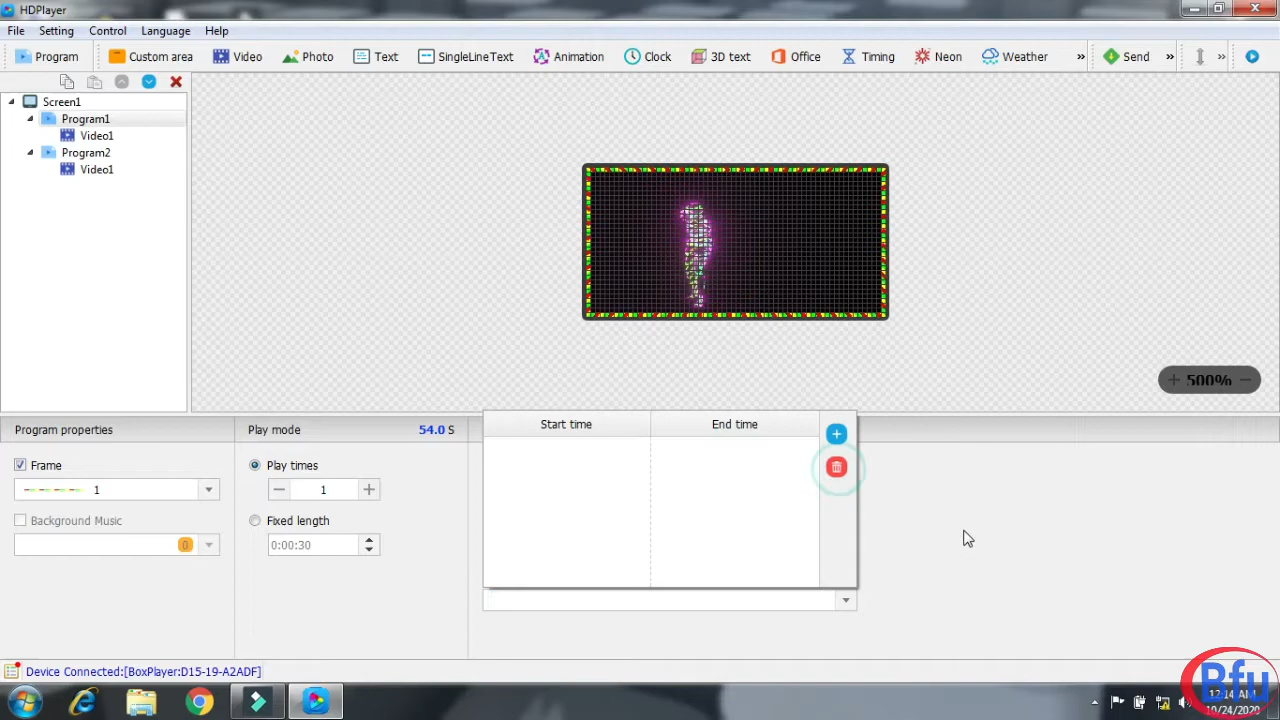 HDPlayer
File Setting Control Language Help
Program Custom area Video Photo Text SingleLineText Animation Clock 3D text Office Timing Neon Weather » Send » »
Screen1
Program1
Video1
Program2
Video1
500%
Program properties
Play mode 54.0 S
Start time End time
Frame
Play times
1
1
Background Music
Fixed length
0
0:00:30
Device Connected:[BoxPlayer:D15-19-A2ADF]
Bfu
12:14 AM
10/24/2020